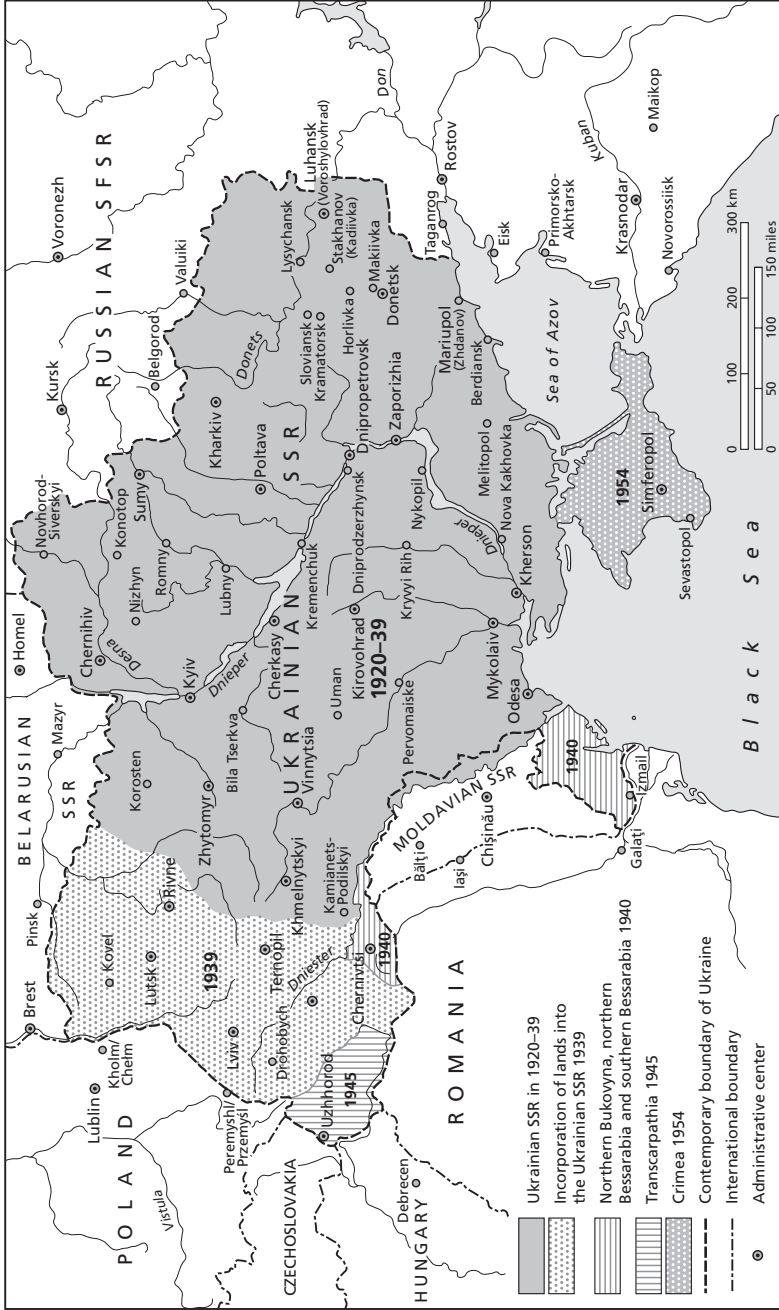 POLAND
Vistula
Lublin
Kholm/
Chełm
Brest
Pinsk
BELARUSIAN
SSR
Mazyr
Homel
Novhorod-
Siverskyi
Kursk
Voronezh
RUSSIAN SFSR
Belgorod
Valuiki
Kovel
Lutsk
Rivne
1939
Korosten
Zhytomyr
Chernihiv
Desna
Konotop
Nizhyn
Romny
Sumy
Lubny
Kyiv
Dnieper
Kharkiv
Poltava
Donets
Lysychansk
Luhansk
(Voroshylovhrad)
Stakhanov
(Kadiivka)
Sloviansk
Kramatorsk
Horlivka
Makiivka
Donetsk
Don
Peremyshl/
Przemyśl
Lviv
Drohobych
Ternopil
Dniester
Khmelnytskyi
Vinnytsia
Bila Tserkva
Cherkasy
Kremenchuk
UKRAINIAN SSR
Uman
Kirovohrad
1920–39
Dniprodzerzhynsk
Dnipropetrovsk
Zaporizhia
Kamianets-
Podilskyi
Pervomaiske
Kryvyi Rih
Nykopil
Dnieper
Mariupol
(Zhdanov)
Berdiansk
Melitopol
Nova Kakhovka
Kherson
Mykolaiv
Odesa
Taganrog
Rostov
Eisk
Primorsko-
Akhtarsk
Sea of Azov
CZECHOSLOVAKIA
Uzhhorod
1945
Chernivtsi
1940
HUNGARY
Debrecen
ROMANIA
MOLDAVIAN SSR
Bălţi
Iaşi
Chişinău
1940
Izmail
Galaţi
1954
Simferopol
Sevastopol
Kuban
Krasnodar
Maikop
Novorossiisk
Black Sea
0 100 200 300 km
0 50 100 150 miles
Ukrainian SSR in 1920–39
Incorporation of lands into
the Ukrainian SSR 1939
Northern Bukovyna, northern
Bessarabia and southern Bessarabia 1940
Transcarpathia 1945
Crimea 1954
Contemporary boundary of Ukraine
International boundary
Administrative center